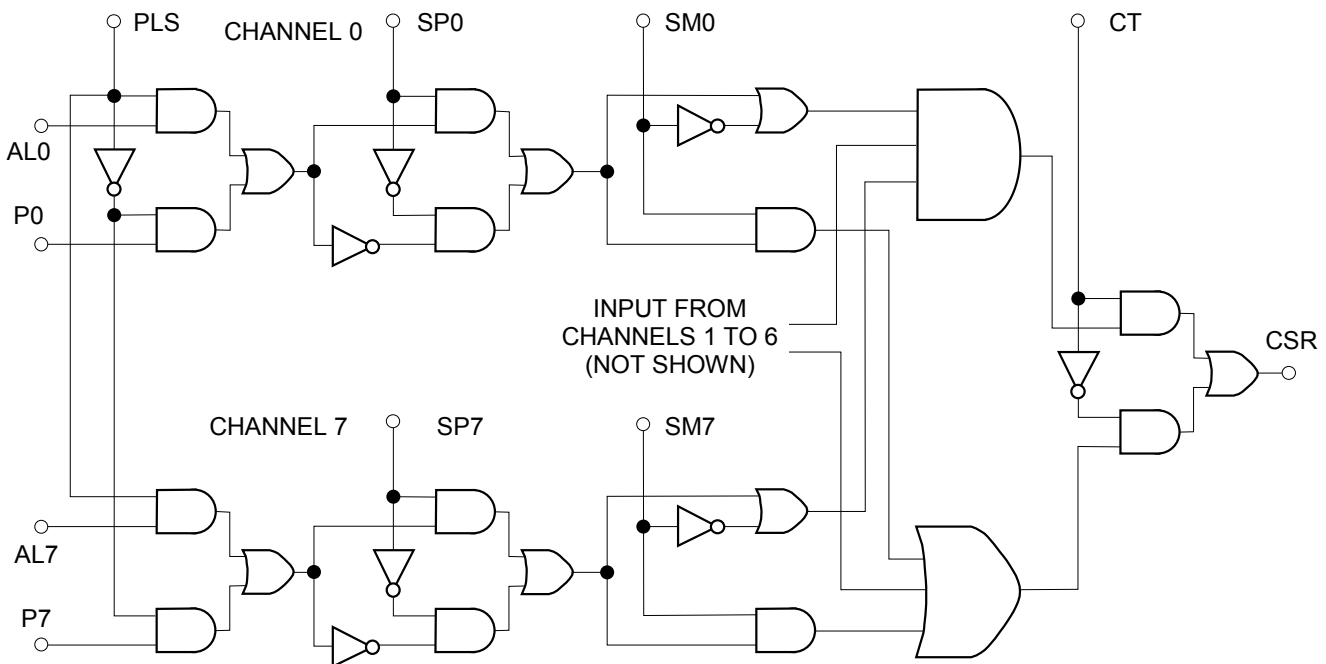 PLS
CHANNEL 0
SP0
SM0
CT
AL0
P0
INPUT FROM
CHANNELS 1 TO 6
(NOT SHOWN)
CSR
CHANNEL 7
SP7
SM7
AL7
P7